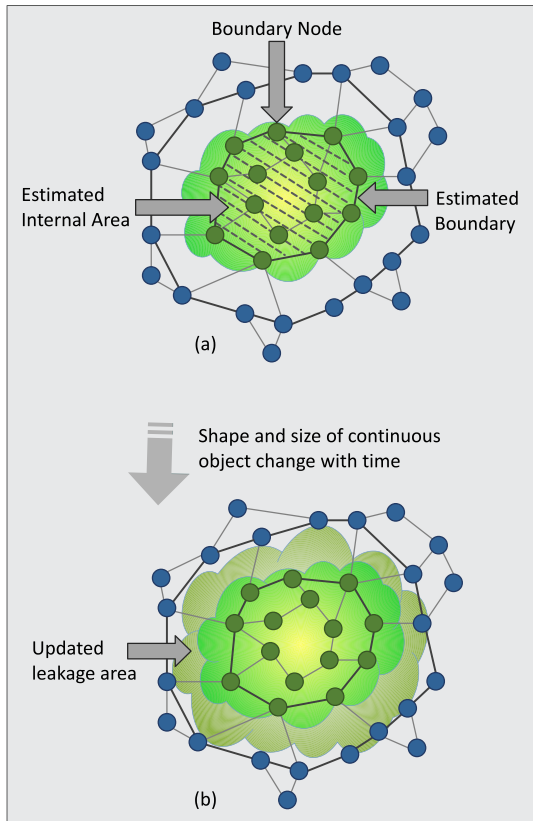 Boundary Node
Estimated
Internal Area
Estimated
Boundary
(a)
Shape and size of continuous
object change with time
Updated
leakage area
(b)